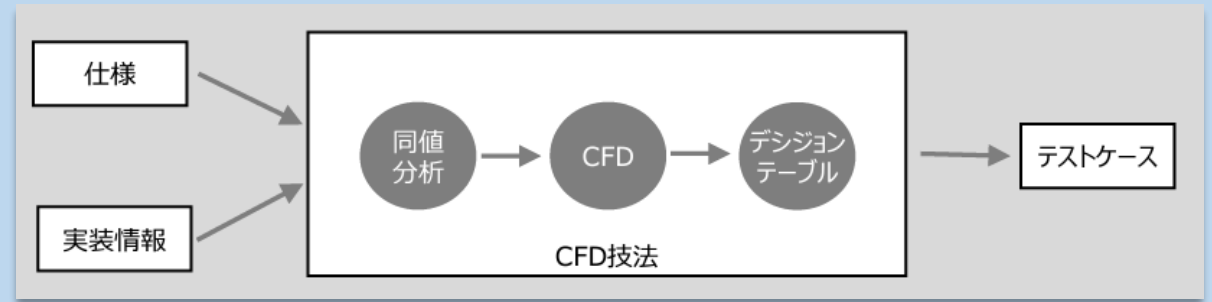 仕様
実装情報
同値
分析
CFD
デシジョン
テーブル
CFD技法
テストケース